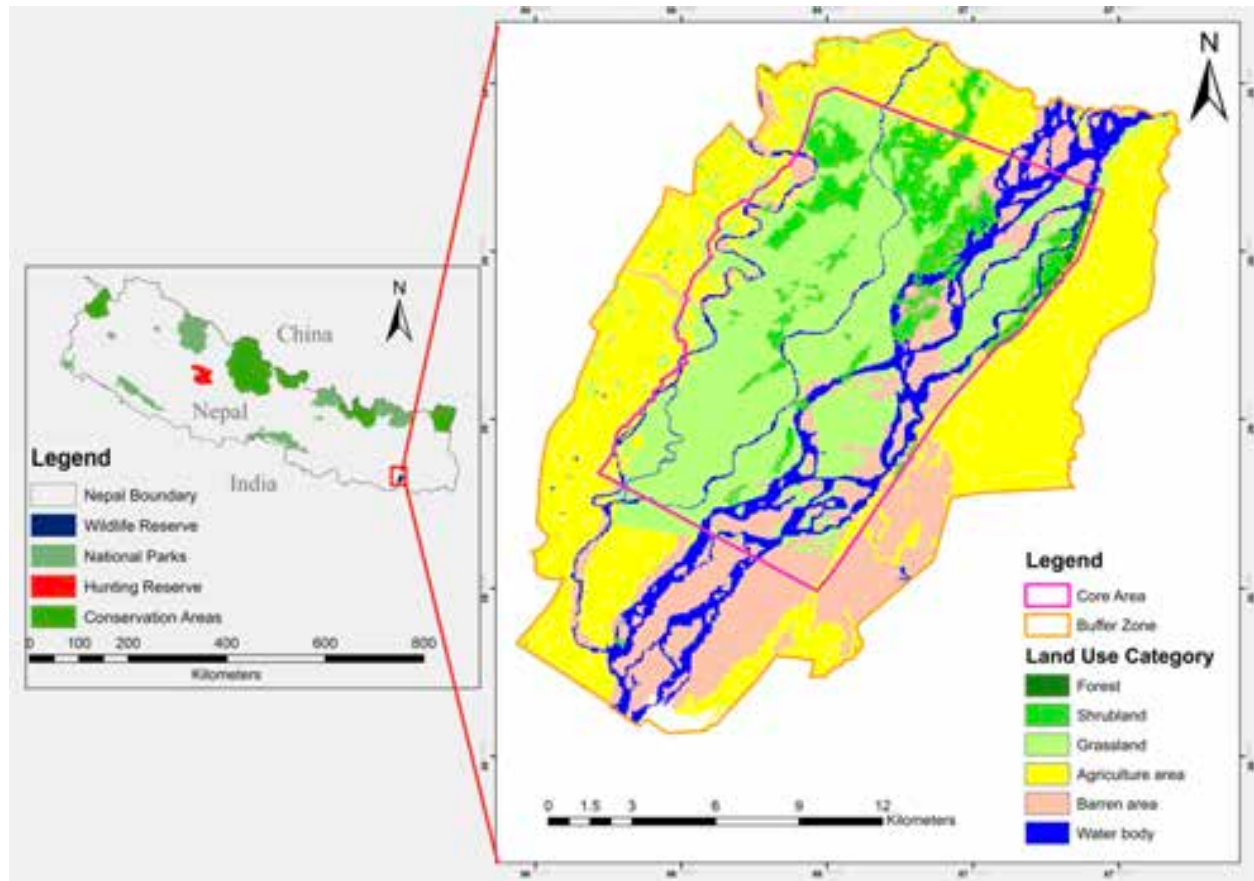 N
China
Nepal
India
Legend
Nepal Boundary
Wildlife Reserve
National Parks
Hunting Reserve
Conservation Areas
0 200 400 600 800
Kilometers
N
Legend
Core Area
Buffer Zone
Land Use Category
Forest
Shrubland
Grassland
Agriculture area
Barren area
Water body
0 1.5 3 6 9 12
Kilometers